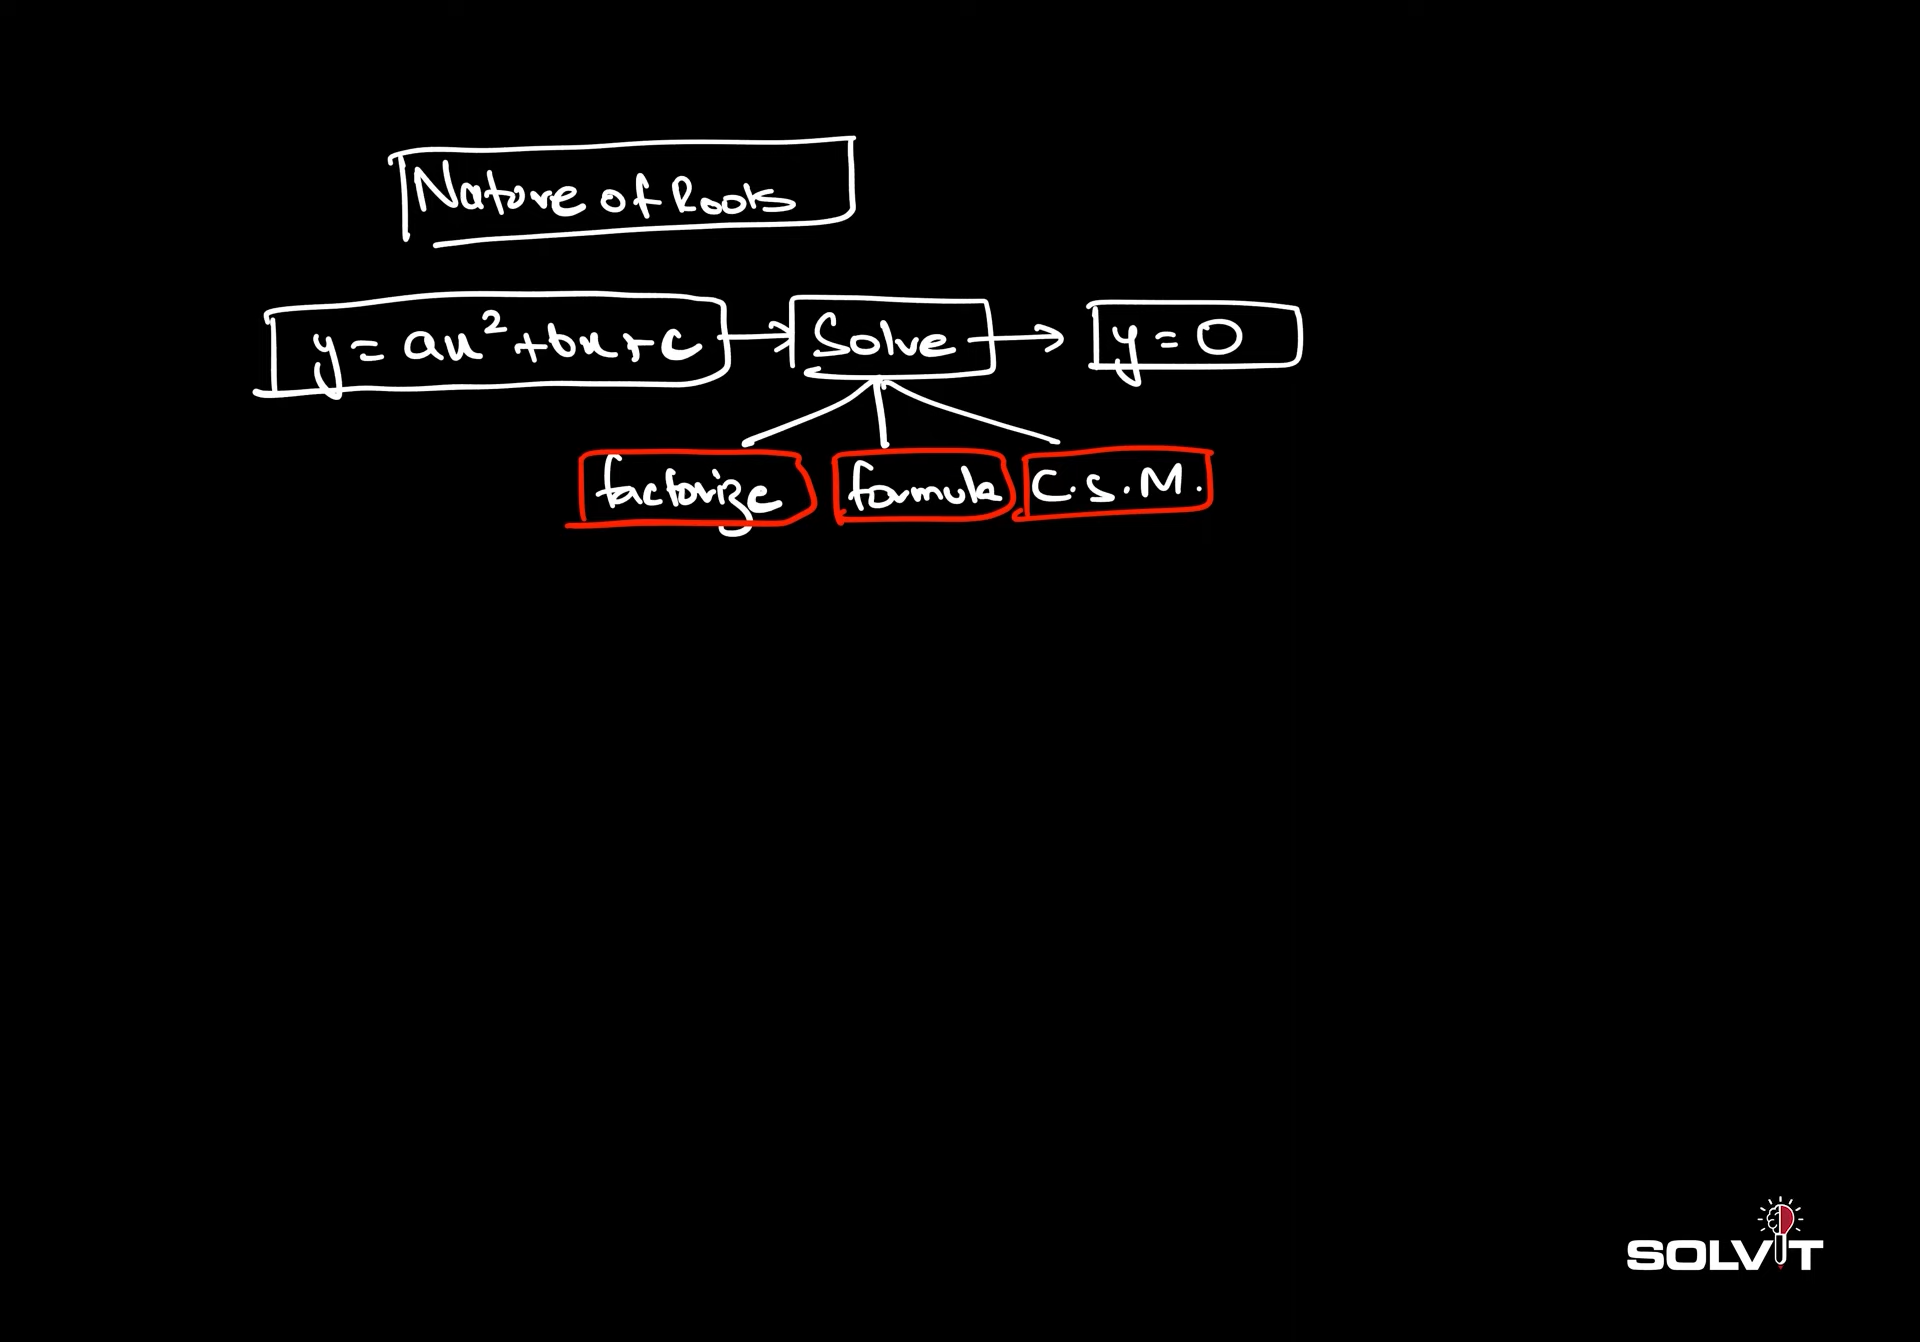 Nature of Roots
y = ax² + bx + c → Solve → y = 0
factorize formula C.S.M.
SOLVIT